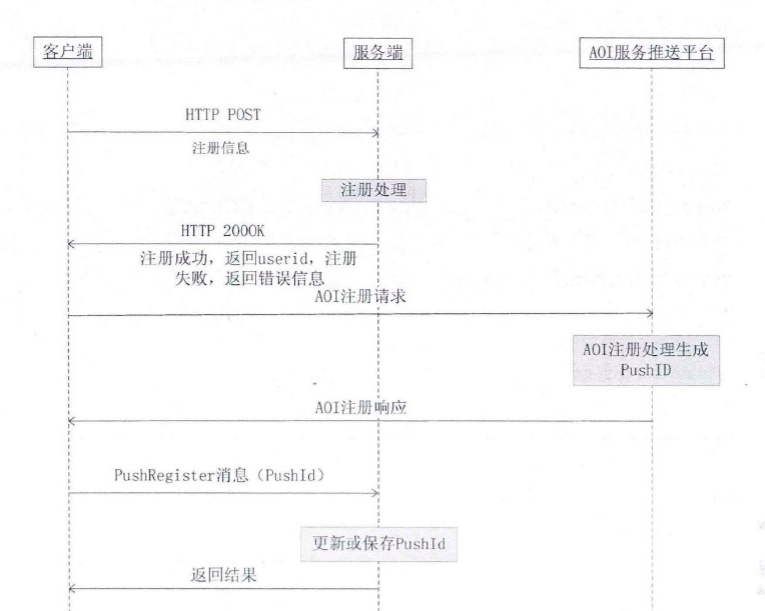 客户端
服务端
AOI服务推送平台
HTTP POST
注册信息
注册处理
HTTP 200OK
注册成功，返回userid，注册
失败，返回错误信息
AOI注册请求
AOI注册处理生成
PushID
AOI注册响应
PushRegister消息（PushId）
更新或保存PushId
返回结果